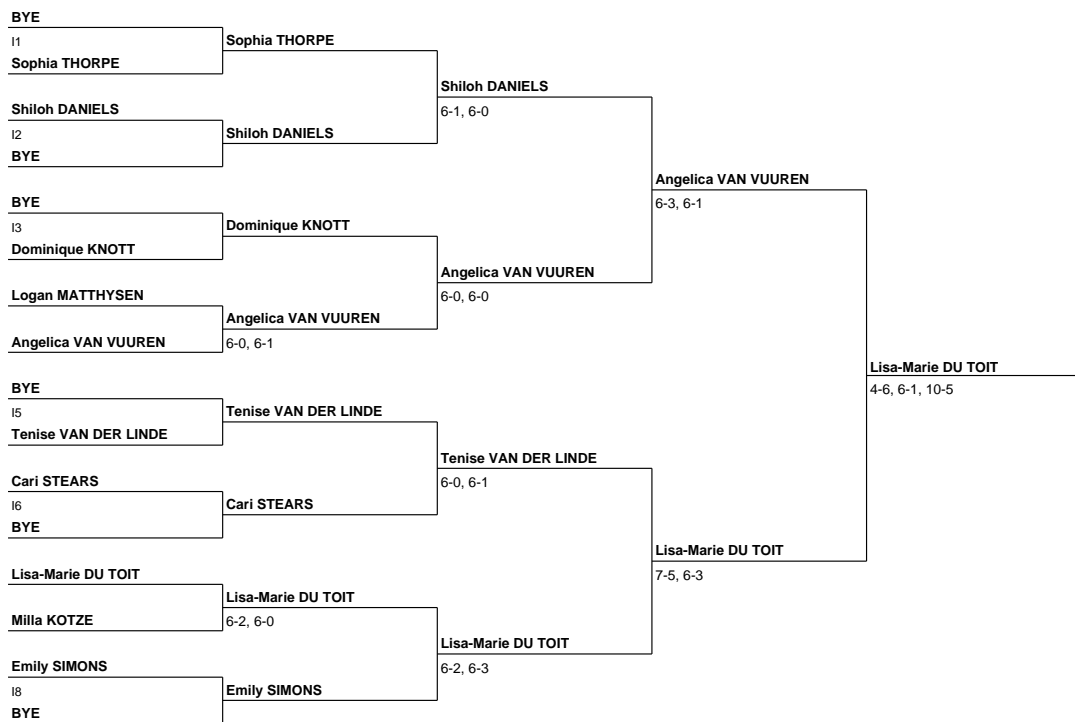 BYE
I1
Sophia THORPE
Shiloh DANIELS
I2
BYE
BYE
I3
Dominique KNOTT
Logan MATTHYSEN
Angelica VAN VUUREN
BYE
I5
Tenise VAN DER LINDE
Cari STEARS
I6
BYE
Lisa-Marie DU TOIT
Milla KOTZE
Emily SIMONS
I8
BYE
Sophia THORPE
Shiloh DANIELS
Dominique KNOTT
Angelica VAN VUUREN
6-0, 6-1
Tenise VAN DER LINDE
Cari STEARS
Lisa-Marie DU TOIT
6-2, 6-0
Emily SIMONS
Shiloh DANIELS
6-1, 6-0
Angelica VAN VUUREN
6-0, 6-0
Tenise VAN DER LINDE
6-0, 6-1
Lisa-Marie DU TOIT
6-2, 6-3
Angelica VAN VUUREN
6-3, 6-1
Lisa-Marie DU TOIT
7-5, 6-3
Lisa-Marie DU TOIT
4-6, 6-1, 10-5